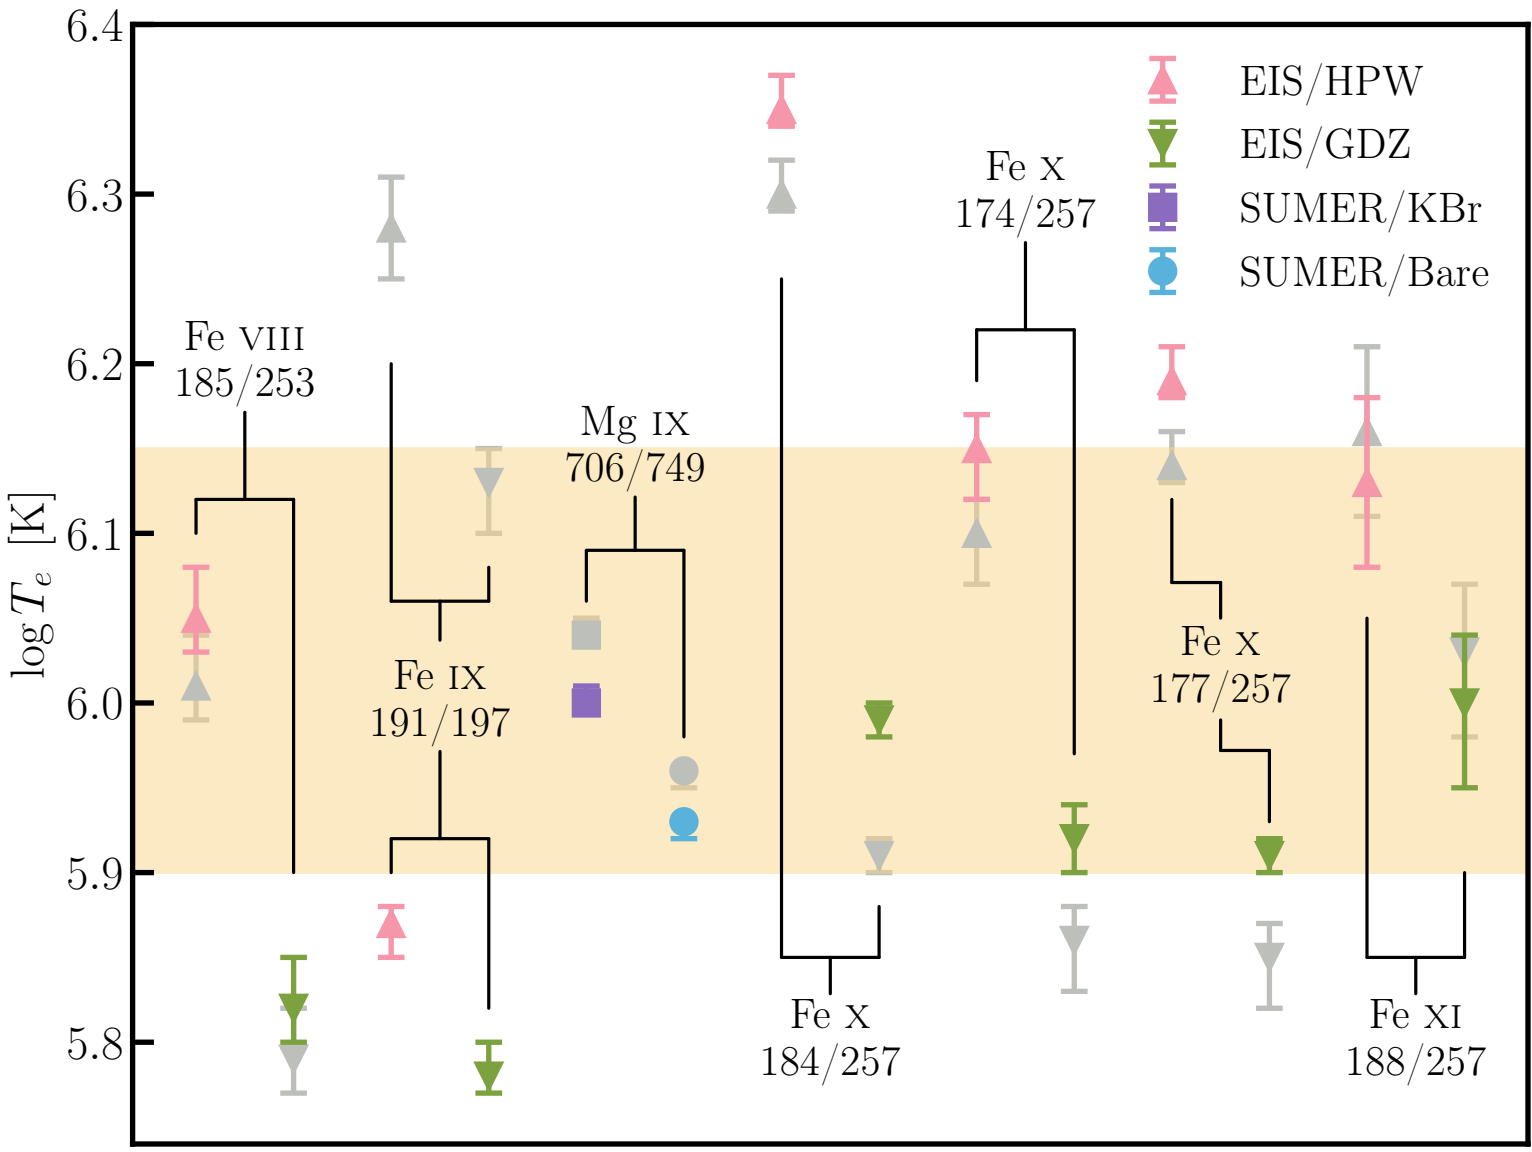 6.4
6.3
6.2
6.1
6.0
5.9
5.8
log T_e [K]
EIS/HPW
EIS/GDZ
SUMER/KBr
SUMER/Bare
Fe VIII
185/253
Fe IX
191/197
Mg IX
706/749
Fe X
184/257
Fe X
174/257
Fe X
177/257
Fe XI
188/257